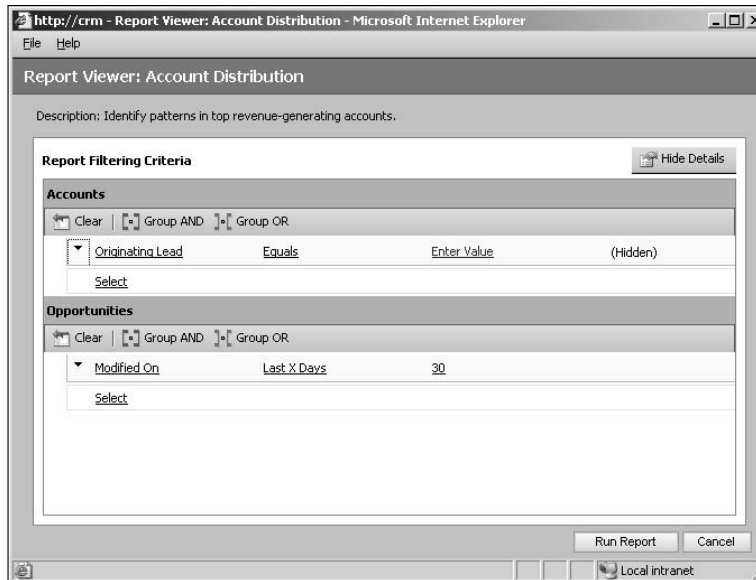 http://crm - Report Viewer: Account Distribution - Microsoft Internet Explorer
File Help
Report Viewer: Account Distribution
Description: Identify patterns in top revenue-generating accounts.
Report Filtering Criteria Hide Details
Accounts
Clear Group AND Group OR
Originating Lead Equals Enter Value (Hidden)
Select
Opportunities
Clear Group AND Group OR
Modified On Last X Days 30
Select
Run Report Cancel
Local intranet